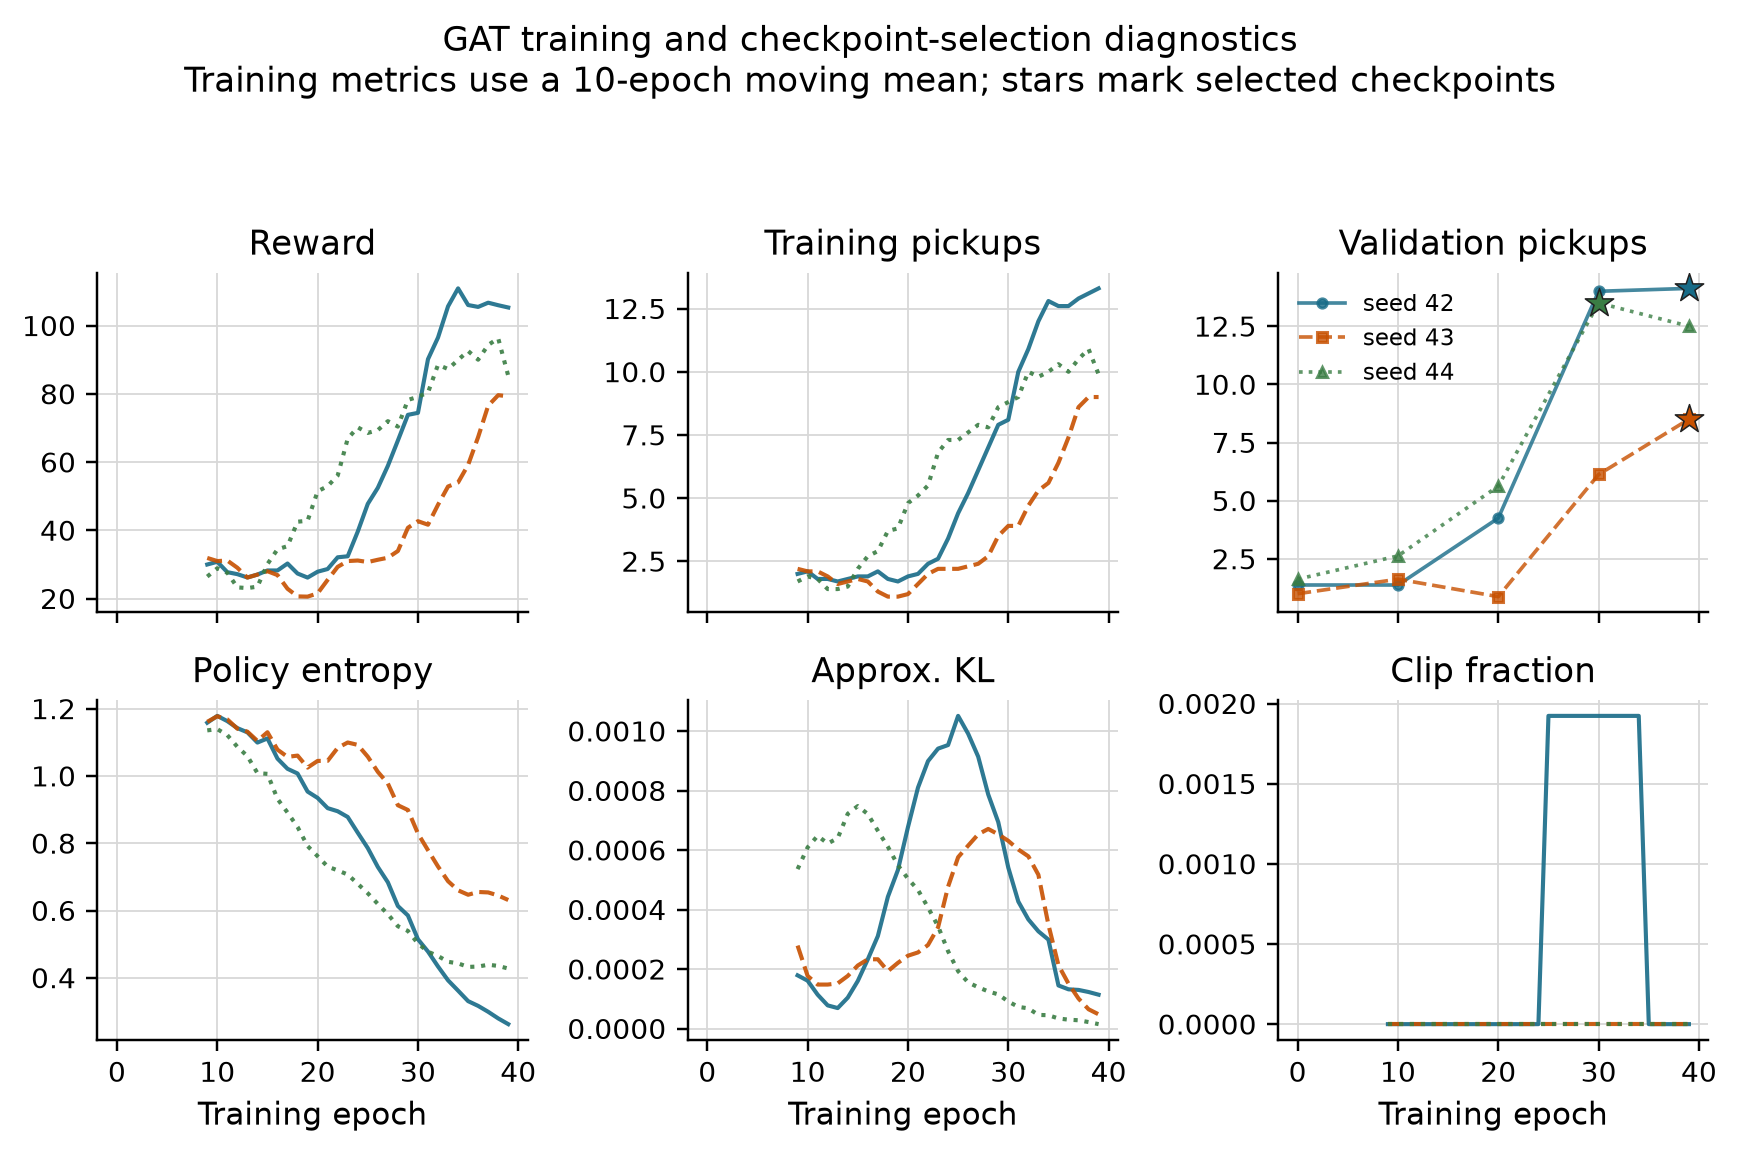 GAT training and checkpoint-selection diagnostics
Training metrics use a 10-epoch moving mean; stars mark selected checkpoints
Reward
100
80
60
40
20
Training pickups
12.5
10.0
7.5
5.0
2.5
Validation pickups
12.5
10.0
7.5
5.0
2.5
seed 42
seed 43
seed 44
Policy entropy
1.2
1.0
0.8
0.6
0.4
0 10 20 30 40
Training epoch
Approx. KL
0.0010
0.0008
0.0006
0.0004
0.0002
0.0000
0 10 20 30 40
Training epoch
Clip fraction
0.0020
0.0015
0.0010
0.0005
0.0000
0 10 20 30 40
Training epoch